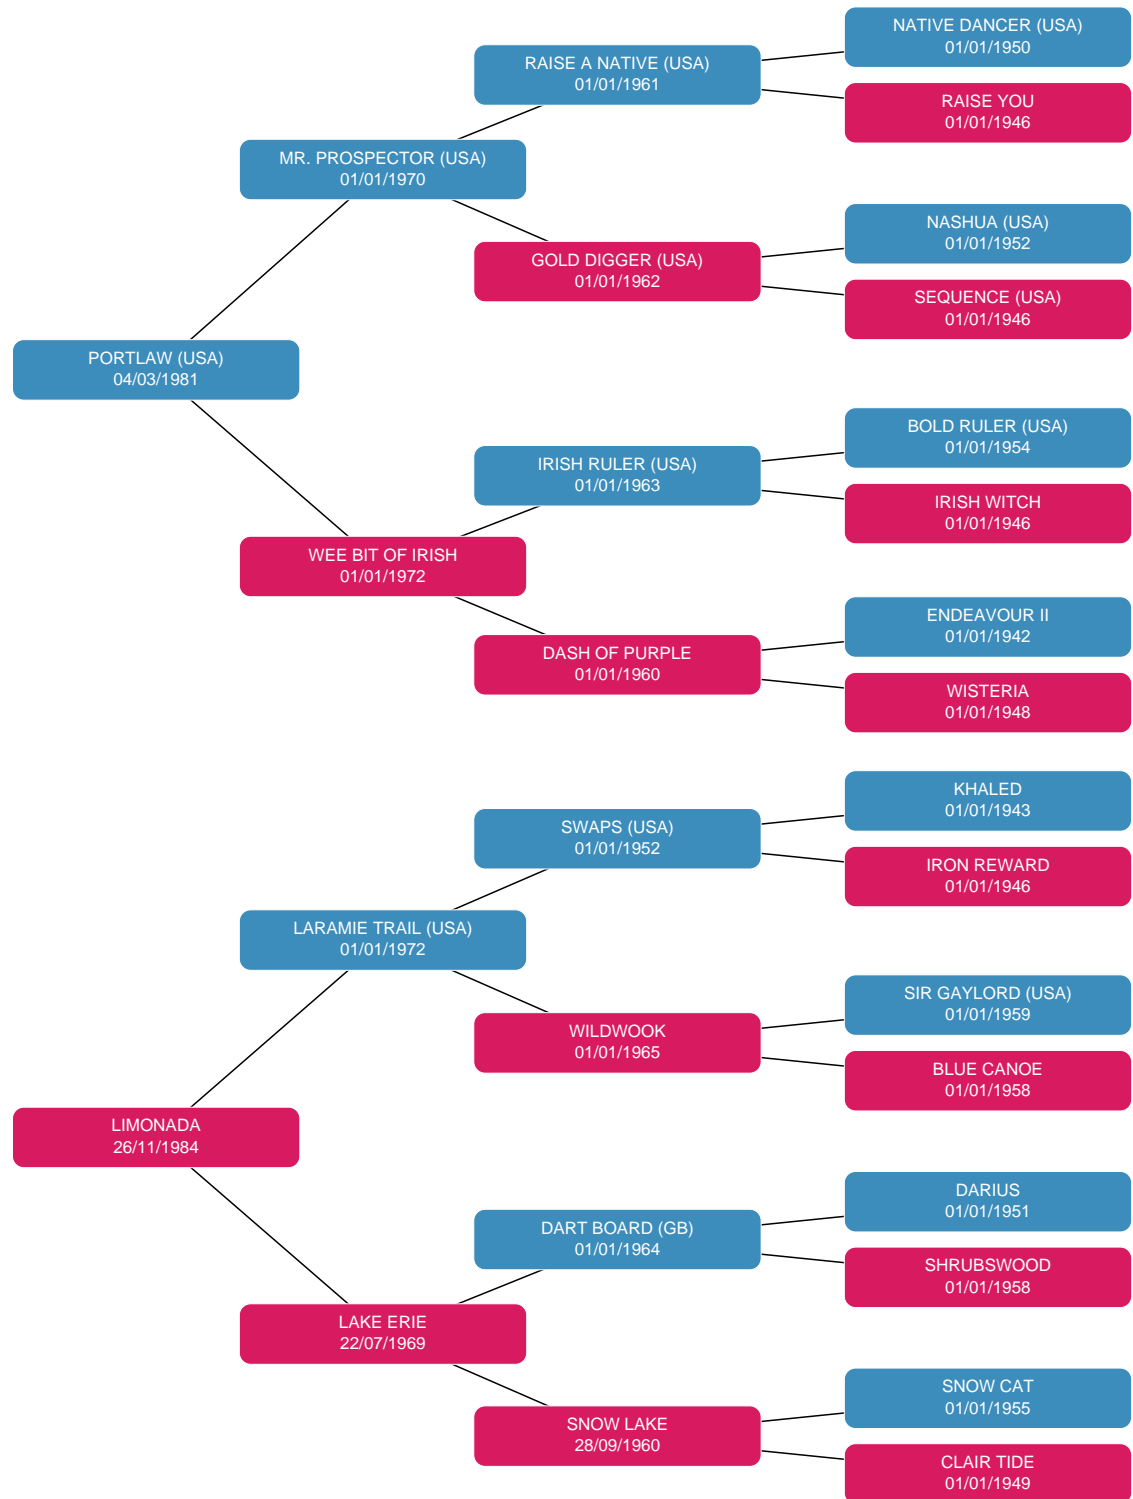 NATIVE DANCER (USA)
01/01/1950
RAISE A NATIVE (USA)
01/01/1961
RAISE YOU
01/01/1946
MR. PROSPECTOR (USA)
01/01/1970
NASHUA (USA)
01/01/1952
GOLD DIGGER (USA)
01/01/1962
SEQUENCE (USA)
01/01/1946
PORTLAW (USA)
04/03/1981
BOLD RULER (USA)
01/01/1954
IRISH RULER (USA)
01/01/1963
IRISH WITCH
01/01/1946
WEE BIT OF IRISH
01/01/1972
ENDEAVOUR II
01/01/1942
DASH OF PURPLE
01/01/1960
WISTERIA
01/01/1948
KHALED
01/01/1943
SWAPS (USA)
01/01/1952
IRON REWARD
01/01/1946
LARAMIE TRAIL (USA)
01/01/1972
SIR GAYLORD (USA)
01/01/1959
WILDWOOK
01/01/1965
BLUE CANOE
01/01/1958
LIMONADA
26/11/1984
DARIUS
01/01/1951
DART BOARD (GB)
01/01/1964
SHRUBSWOOD
01/01/1958
LAKE ERIE
22/07/1969
SNOW CAT
01/01/1955
SNOW LAKE
28/09/1960
CLAIR TIDE
01/01/1949